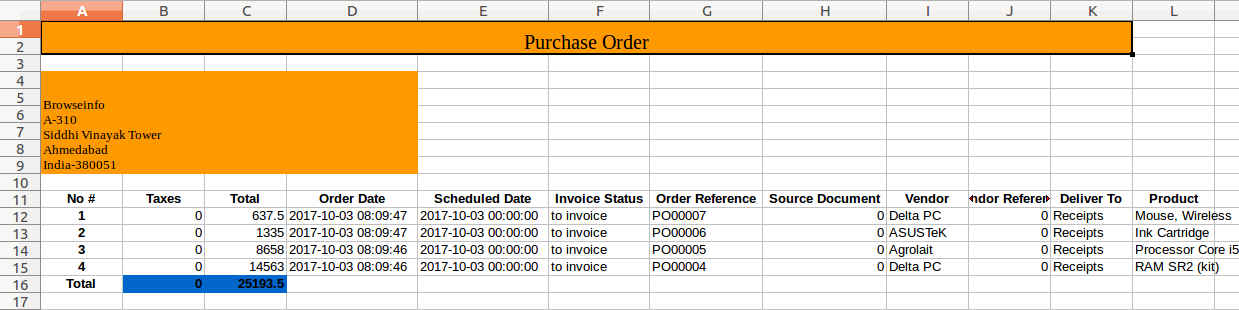 A B C D E F G H I J K L
1
2 Purchase Order
3
4
5 Browseinfo
6 A-310
7 Siddhi Vinayak Tower
8 Ahmedabad
9 India-380051
10
11 No # Taxes Total Order Date Scheduled Date Invoice Status Order Reference Source Document Vendor ndor Referer Deliver To Product
12 1 0 637.5 2017-10-03 08:09:47 2017-10-03 00:00:00 to invoice PO00007 0 Delta PC 0 Receipts Mouse, Wireless
13 2 0 1335 2017-10-03 08:09:47 2017-10-03 00:00:00 to invoice PO00006 0 ASUSTeK 0 Receipts Ink Cartridge
14 3 0 8658 2017-10-03 08:09:46 2017-10-03 00:00:00 to invoice PO00005 0 Agrolait 0 Receipts Processor Core i5
15 4 0 14563 2017-10-03 08:09:46 2017-10-03 00:00:00 to invoice PO00004 0 Delta PC 0 Receipts RAM SR2 (kit)
16 Total 0 25193.5
17